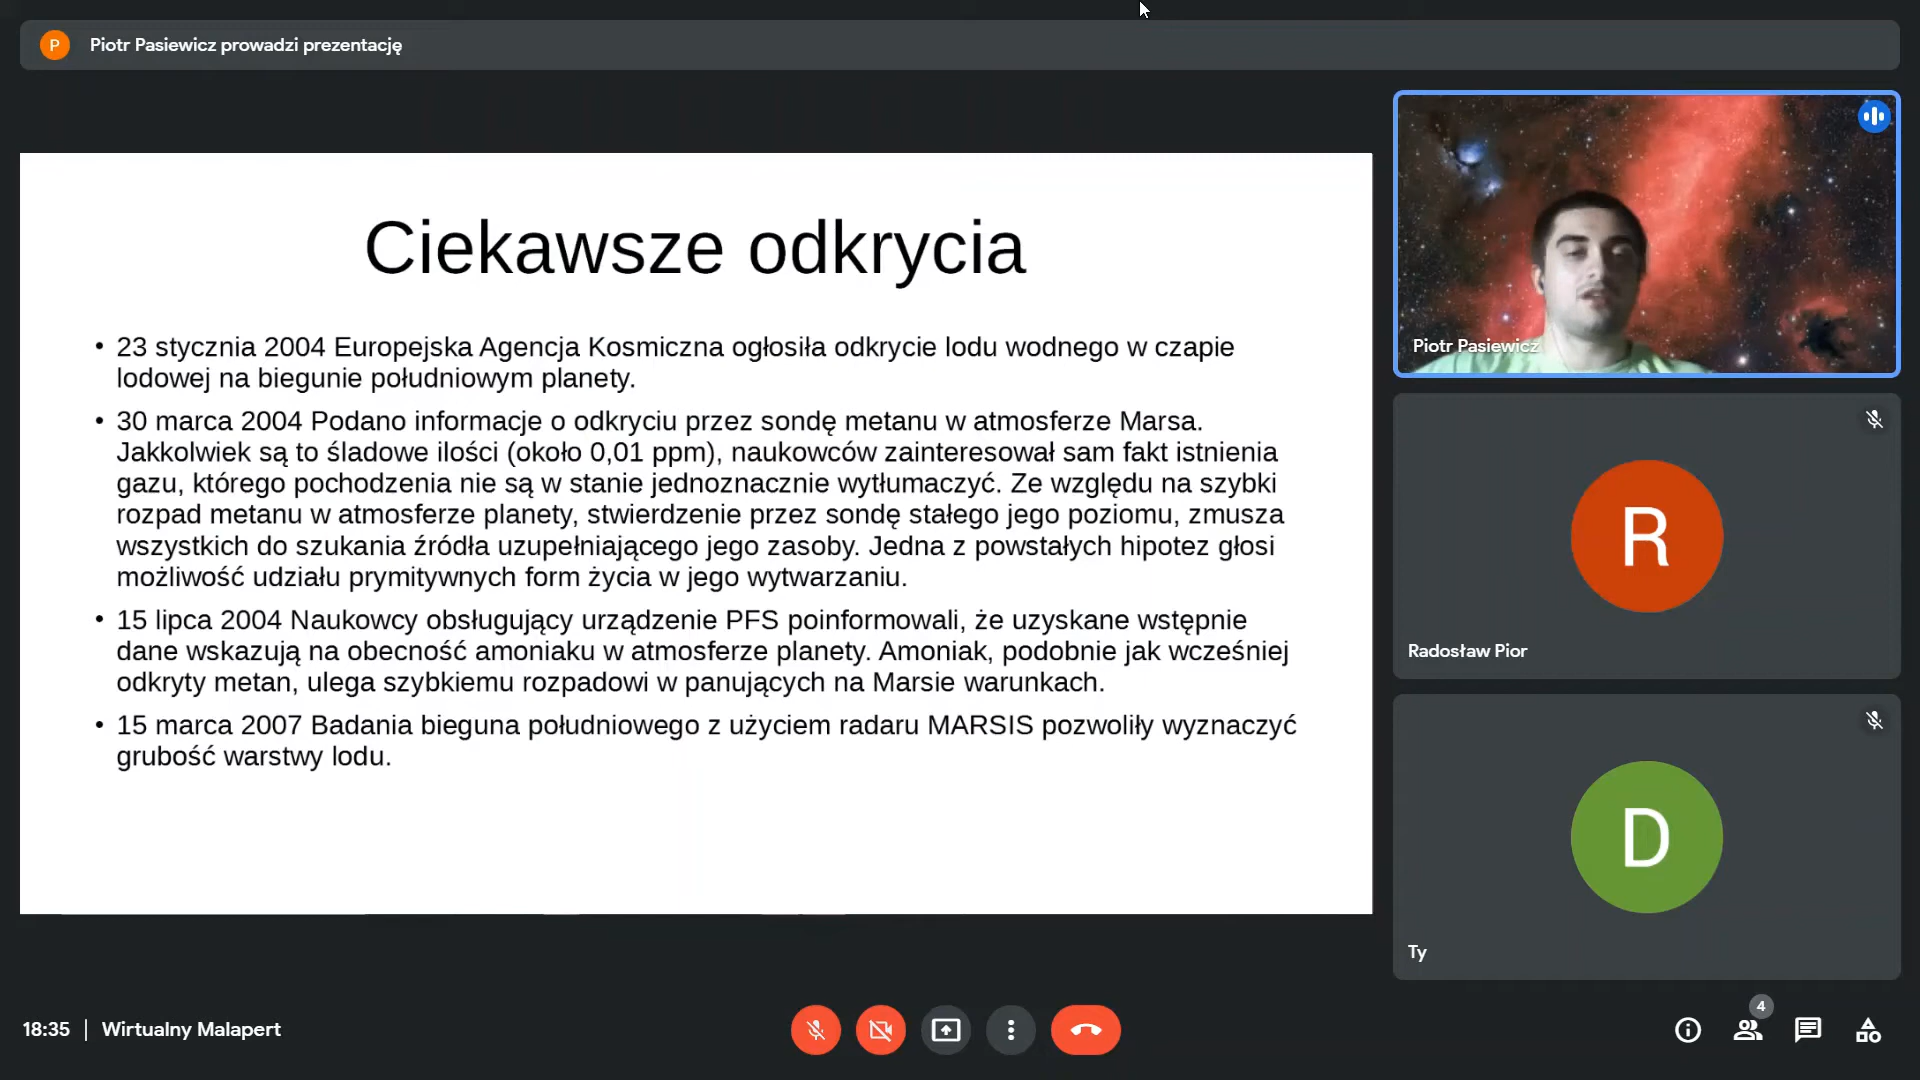 P Piotr Pasiewicz prowadzi prezentację
Ciekawsze odkrycia
• 23 stycznia 2004 Europejska Agencja Kosmiczna ogłosiła odkrycie lodu wodnego w czapie
lodowej na biegunie południowym planety.
• 30 marca 2004 Podano informacje o odkryciu przez sondę metanu w atmosferze Marsa.
Jakkolwiek są to śladowe ilości (około 0,01 ppm), naukowców zainteresował sam fakt istnienia
gazu, którego pochodzenia nie są w stanie jednoznacznie wytłumaczyć. Ze względu na szybki
rozpad metanu w atmosferze planety, stwierdzenie przez sondę stałego jego poziomu, zmusza
wszystkich do szukania źródła uzupełniającego jego zasoby. Jedna z powstałych hipotez głosi
możliwość udziału prymitywnych form życia w jego wytwarzaniu.
• 15 lipca 2004 Naukowcy obsługujący urządzenie PFS poinformowali, że uzyskane wstępnie
dane wskazują na obecność amoniaku w atmosferze planety. Amoniak, podobnie jak wcześniej
odkryty metan, ulega szybkiemu rozpadowi w panujących na Marsie warunkach.
• 15 marca 2007 Badania bieguna południowego z użyciem radaru MARSIS pozwoliły wyznaczyć
grubość warstwy lodu.
Piotr Pasiewicz
R
Radosław Pior
D
Ty
18:35 | Wirtualny Malapert
4